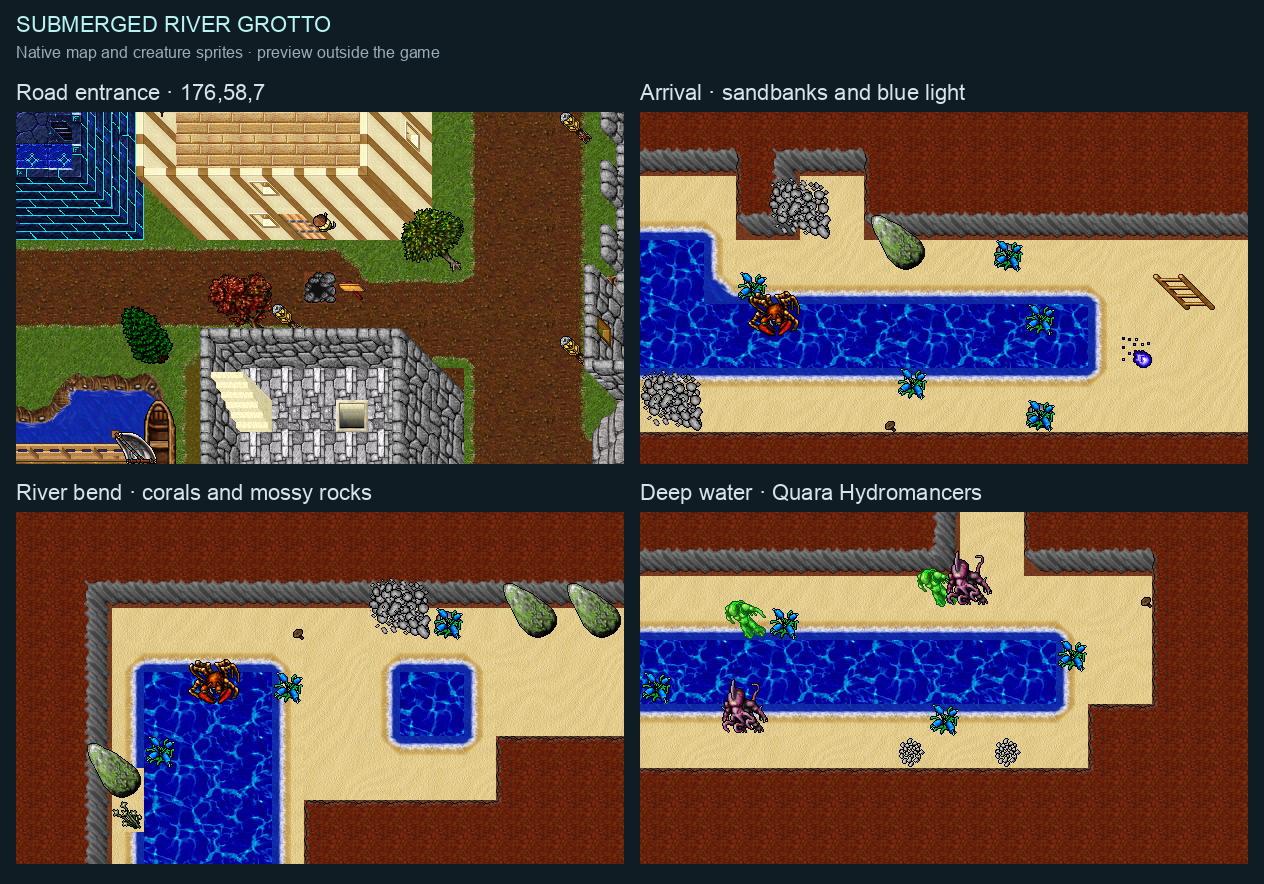 SUBMERGED RIVER GROTTO
Native map and creature sprites · preview outside the game
Road entrance · 176,58,7
Arrival · sandbanks and blue light
River bend · corals and mossy rocks
Deep water · Quara Hydromancers